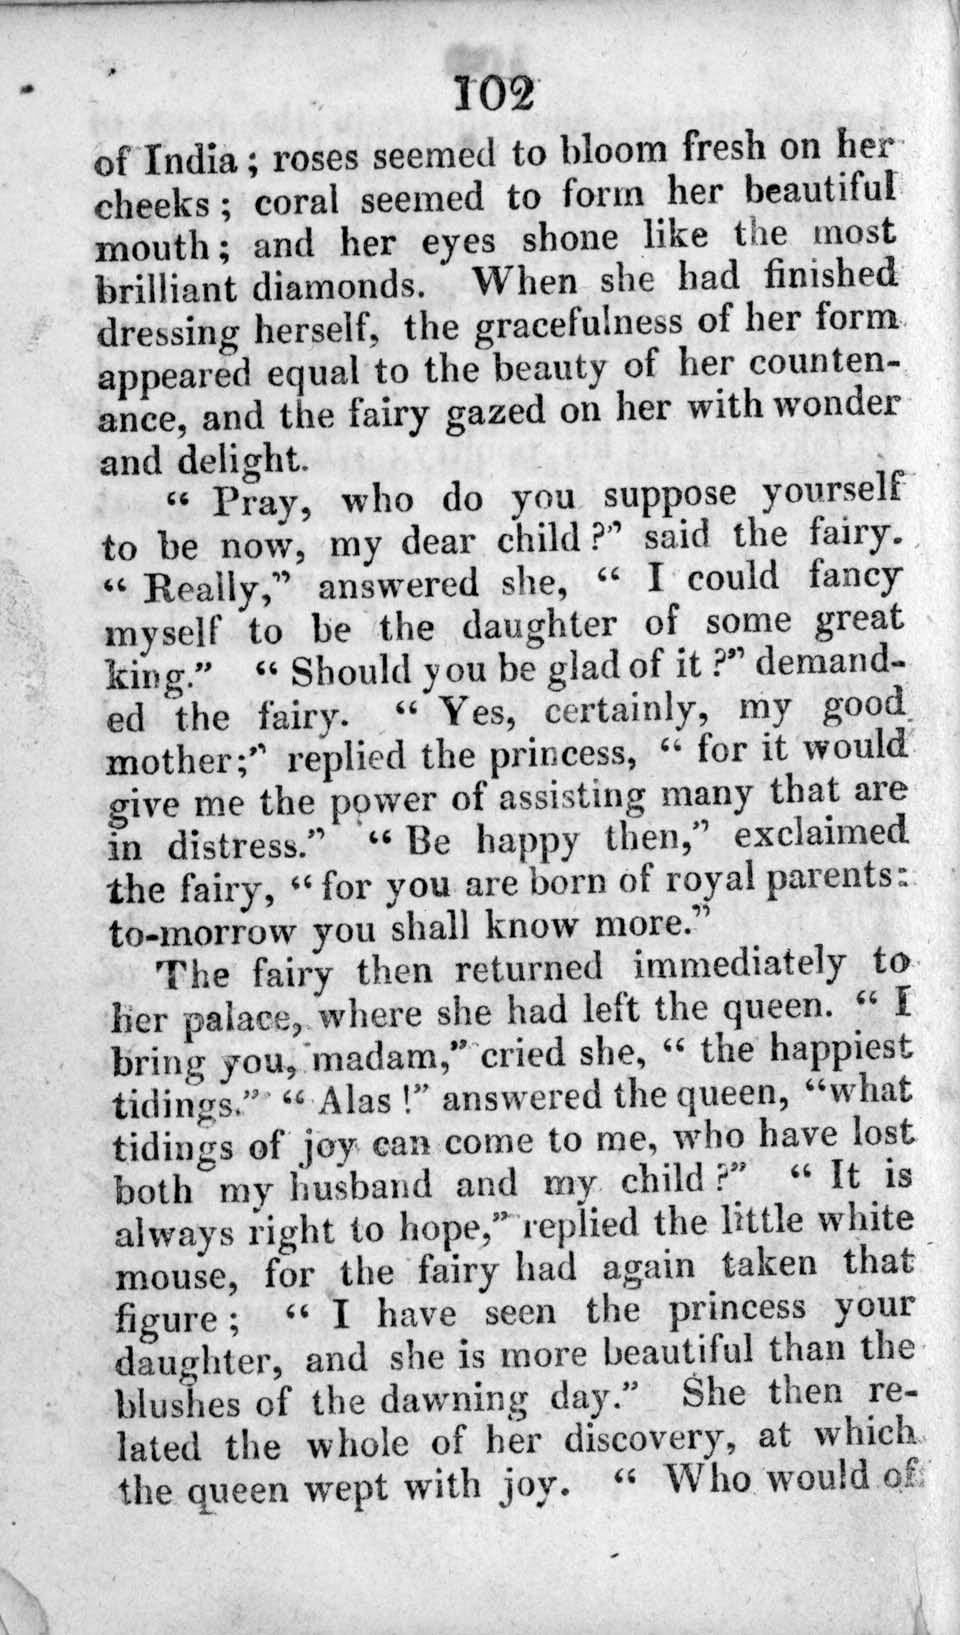 102
of India; roses seemed to bloom fresh on her
cheeks; coral seemed to form her beautiful
mouth; and her eyes shone like the most
brilliant diamonds. When she had finished
dressing herself, the gracefulness of her form
appeared equal to the beauty of her counten-
ance, and the fairy gazed on her with wonder
and delight.
“ Pray, who do you suppose yourself
to be now, my dear child?” said the fairy.
“ Really,” answered she, “ I could fancy
myself to be the daughter of some great
king.” “ Should you be glad of it?” demand-
ed the fairy. “ Yes, certainly, my good
mother;” replied the princess, “ for it would
give me the power of assisting many that are
in distress.” “ Be happy then,” exclaimed
the fairy, “ for you are born of royal parents:
to-morrow you shall know more.”
The fairy then returned immediately to
her palace, where she had left the queen. “ I
bring you, madam,” cried she, “ the happiest
tidings.” “ Alas!” answered the queen, “what
tidings of joy can come to me, who have lost
both my husband and my child?” “ It is
always right to hope,” replied the little white
mouse, for the fairy had again taken that
figure; “ I have seen the princess your
daughter, and she is more beautiful than the
blushes of the dawning day.” She then re-
lated the whole of her discovery, at which
the queen wept with joy. “ Who would of